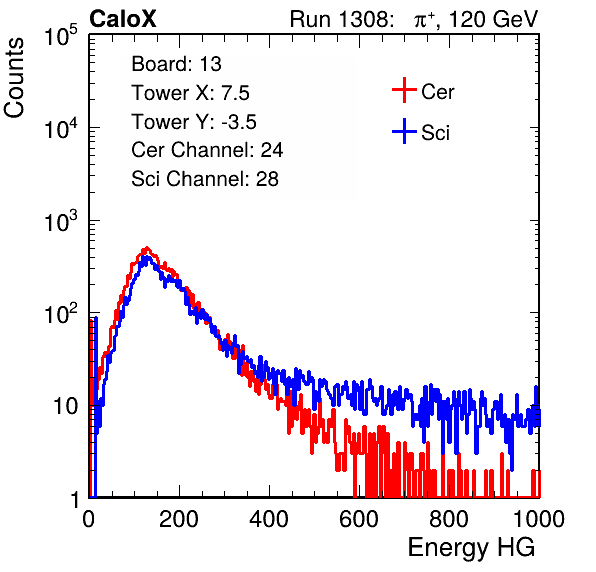 CaloX Run 1308: π⁺, 120 GeV
Counts
Board: 13
Tower X: 7.5
Tower Y: -3.5
Cer Channel: 24
Sci Channel: 28
Cer
Sci
10⁵
10⁴
10³
10²
10
1
0 200 400 600 800 1000
Energy HG